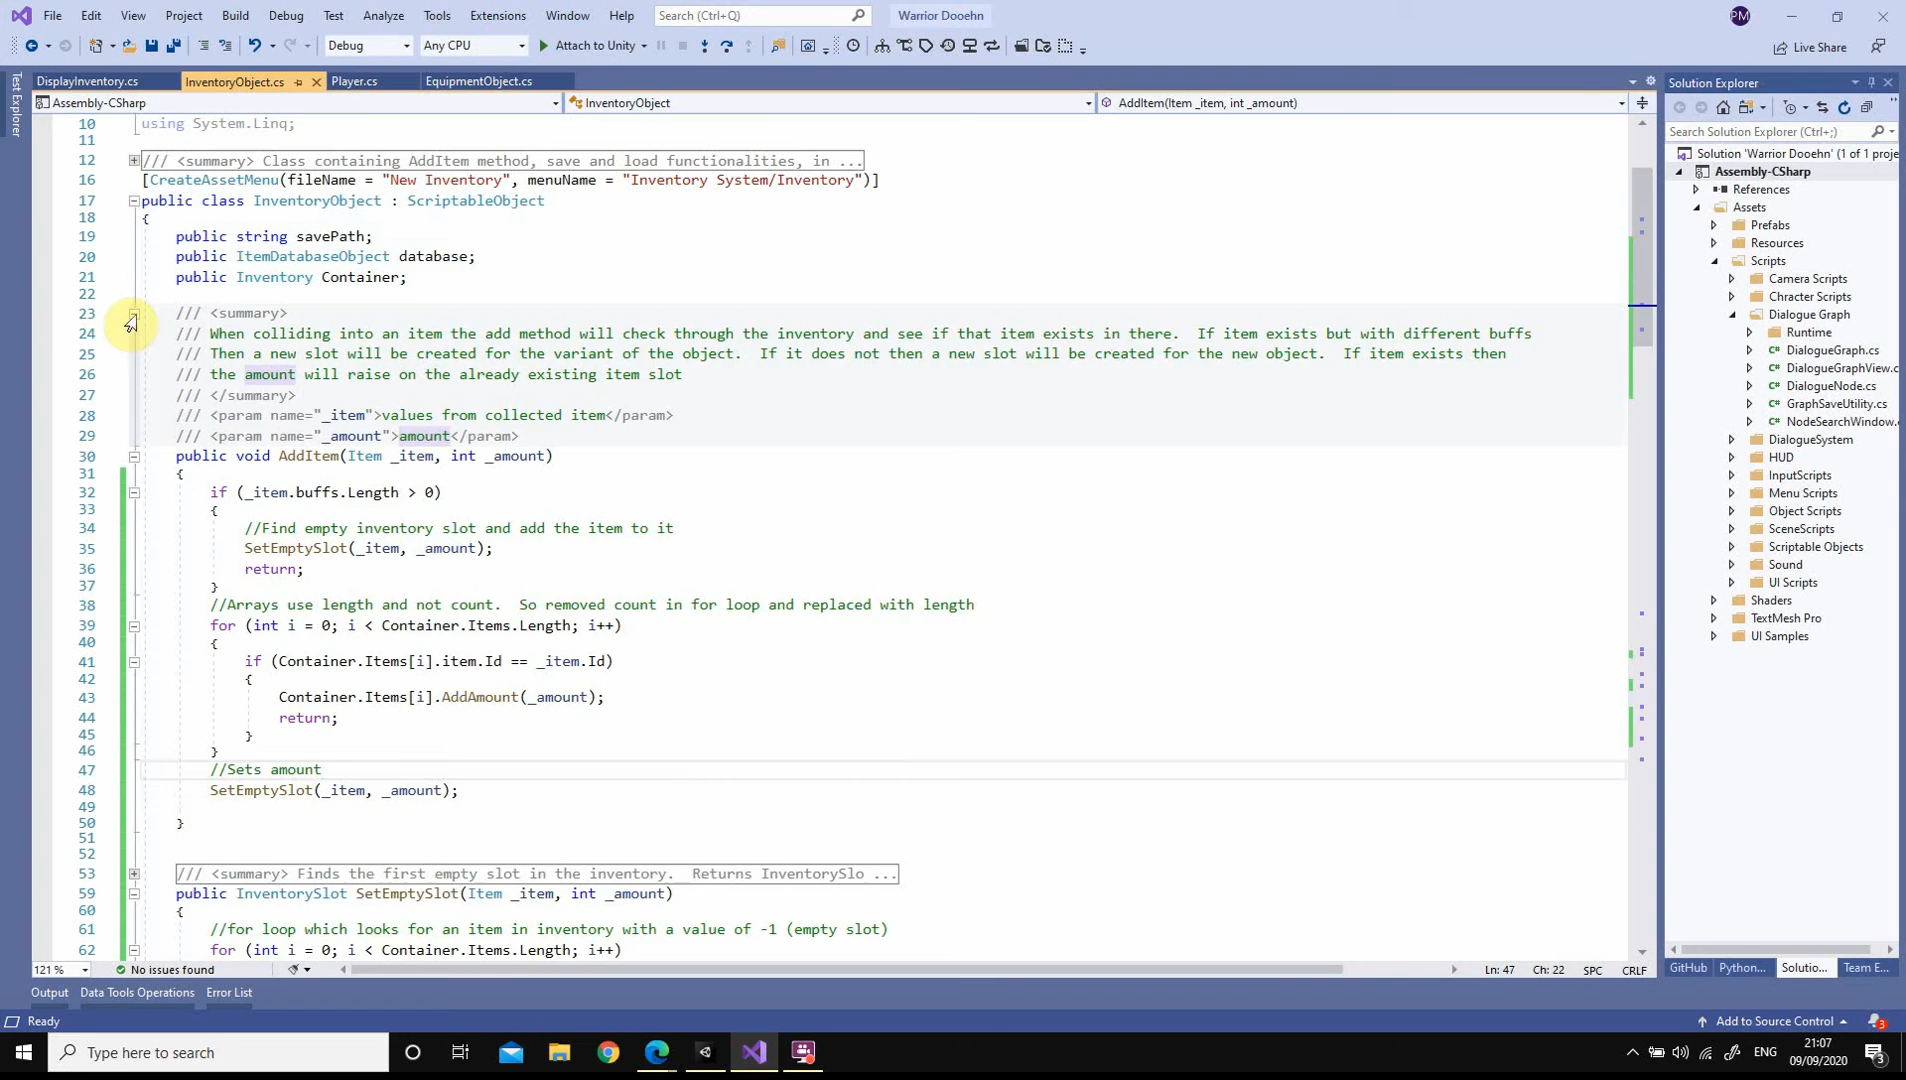 File Edit View Project Build Debug Test Analyze Tools Extensions Window Help Search (Ctrl+Q) Warrior Dooehn PM
Debug Any CPU Attach to Unity Live Share
DisplayInventory.cs InventoryObject.cs Player.cs EquipmentObject.cs
Assembly-CSharp InventoryObject AddItem(Item _item, int _amount)
Test Explorer
10 using System.Linq;
11
12 /// <summary> Class containing AddItem method, save and load functionalities, in ...
16 [CreateAssetMenu(fileName = "New Inventory", menuName = "Inventory System/Inventory")]
17 public class InventoryObject : ScriptableObject
18 {
19 public string savePath;
20 public ItemDatabaseObject database;
21 public Inventory Container;
22
23 /// <summary>
24 /// When colliding into an item the add method will check through the inventory and see if that item exists in there.  If item exists but with different buffs
25 /// Then a new slot will be created for the variant of the object.  If it does not then a new slot will be created for the new object.  If item exists then
26 /// the amount will raise on the already existing item slot
27 /// </summary>
28 /// <param name="_item">values from collected item</param>
29 /// <param name="_amount">amount</param>
30 public void AddItem(Item _item, int _amount)
31 {
32 if (_item.buffs.Length > 0)
33 {
34 //Find empty inventory slot and add the item to it
35 SetEmptySlot(_item, _amount);
36 return;
37 }
38 //Arrays use length and not count.  So removed count in for loop and replaced with length
39 for (int i = 0; i < Container.Items.Length; i++)
40 {
41 if (Container.Items[i].item.Id == _item.Id)
42 {
43 Container.Items[i].AddAmount(_amount);
44 return;
45 }
46 }
47 //Sets amount
48 SetEmptySlot(_item, _amount);
49
50 }
51
52
53 /// <summary> Finds the first empty slot in the inventory.  Returns InventorySlo ...
59 public InventorySlot SetEmptySlot(Item _item, int _amount)
60 {
61 //for loop which looks for an item in inventory with a value of -1 (empty slot)
62 for (int i = 0; i < Container.Items.Length; i++)
121 % No issues found Ln: 47 Ch: 22 SPC CRLF
Output Data Tools Operations Error List
Solution Explorer
Search Solution Explorer (Ctrl+;)
Solution 'Warrior Dooehn' (1 of 1 proje
Assembly-CSharp
References
Assets
Prefabs
Resources
Scripts
Camera Scripts
Chracter Scripts
Dialogue Graph
Runtime
DialogueGraph.cs
DialogueGraphView.c
DialogueNode.cs
GraphSaveUtility.cs
NodeSearchWindow.c
DialogueSystem
HUD
InputScripts
Menu Scripts
Object Scripts
SceneScripts
Scriptable Objects
Sound
UI Scripts
Shaders
TextMesh Pro
UI Samples
GitHub Python... Solutio... Team E...
Ready Add to Source Control 3
Type here to search ENG 21:07
09/09/2020 3